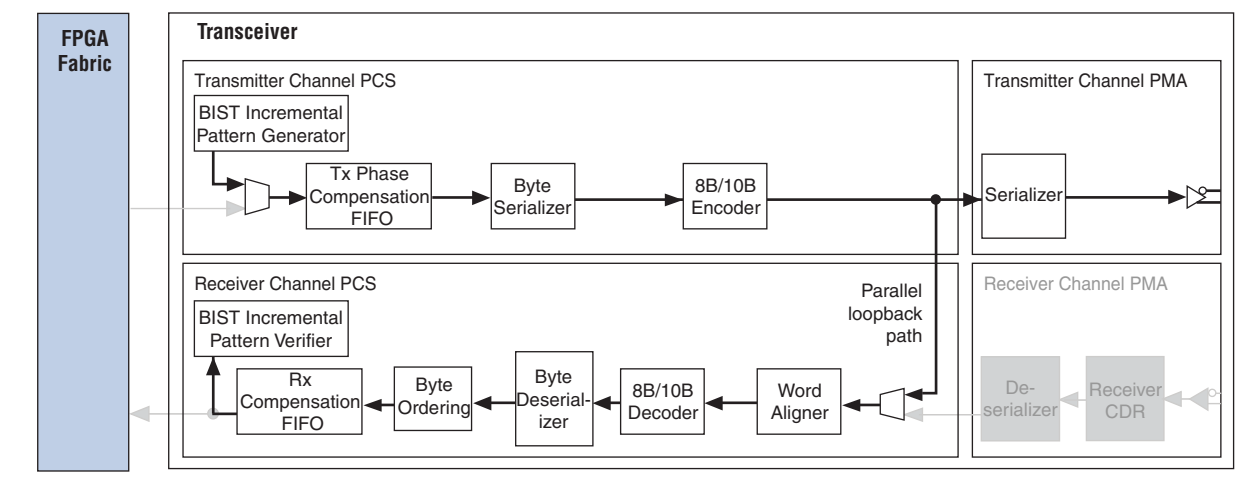 FPGA
Fabric
Transceiver
Transmitter Channel PCS
BIST Incremental
Pattern Generator
Tx Phase
Compensation
FIFO
Byte
Serializer
8B/10B
Encoder
Transmitter Channel PMA
Serializer
Receiver Channel PCS
BIST Incremental
Pattern Verifier
Rx
Compensation
FIFO
Byte
Ordering
Byte
Deserial-
izer
8B/10B
Decoder
Word
Aligner
Parallel
loopback
path
Receiver Channel PMA
De-
serializer
Receiver
CDR